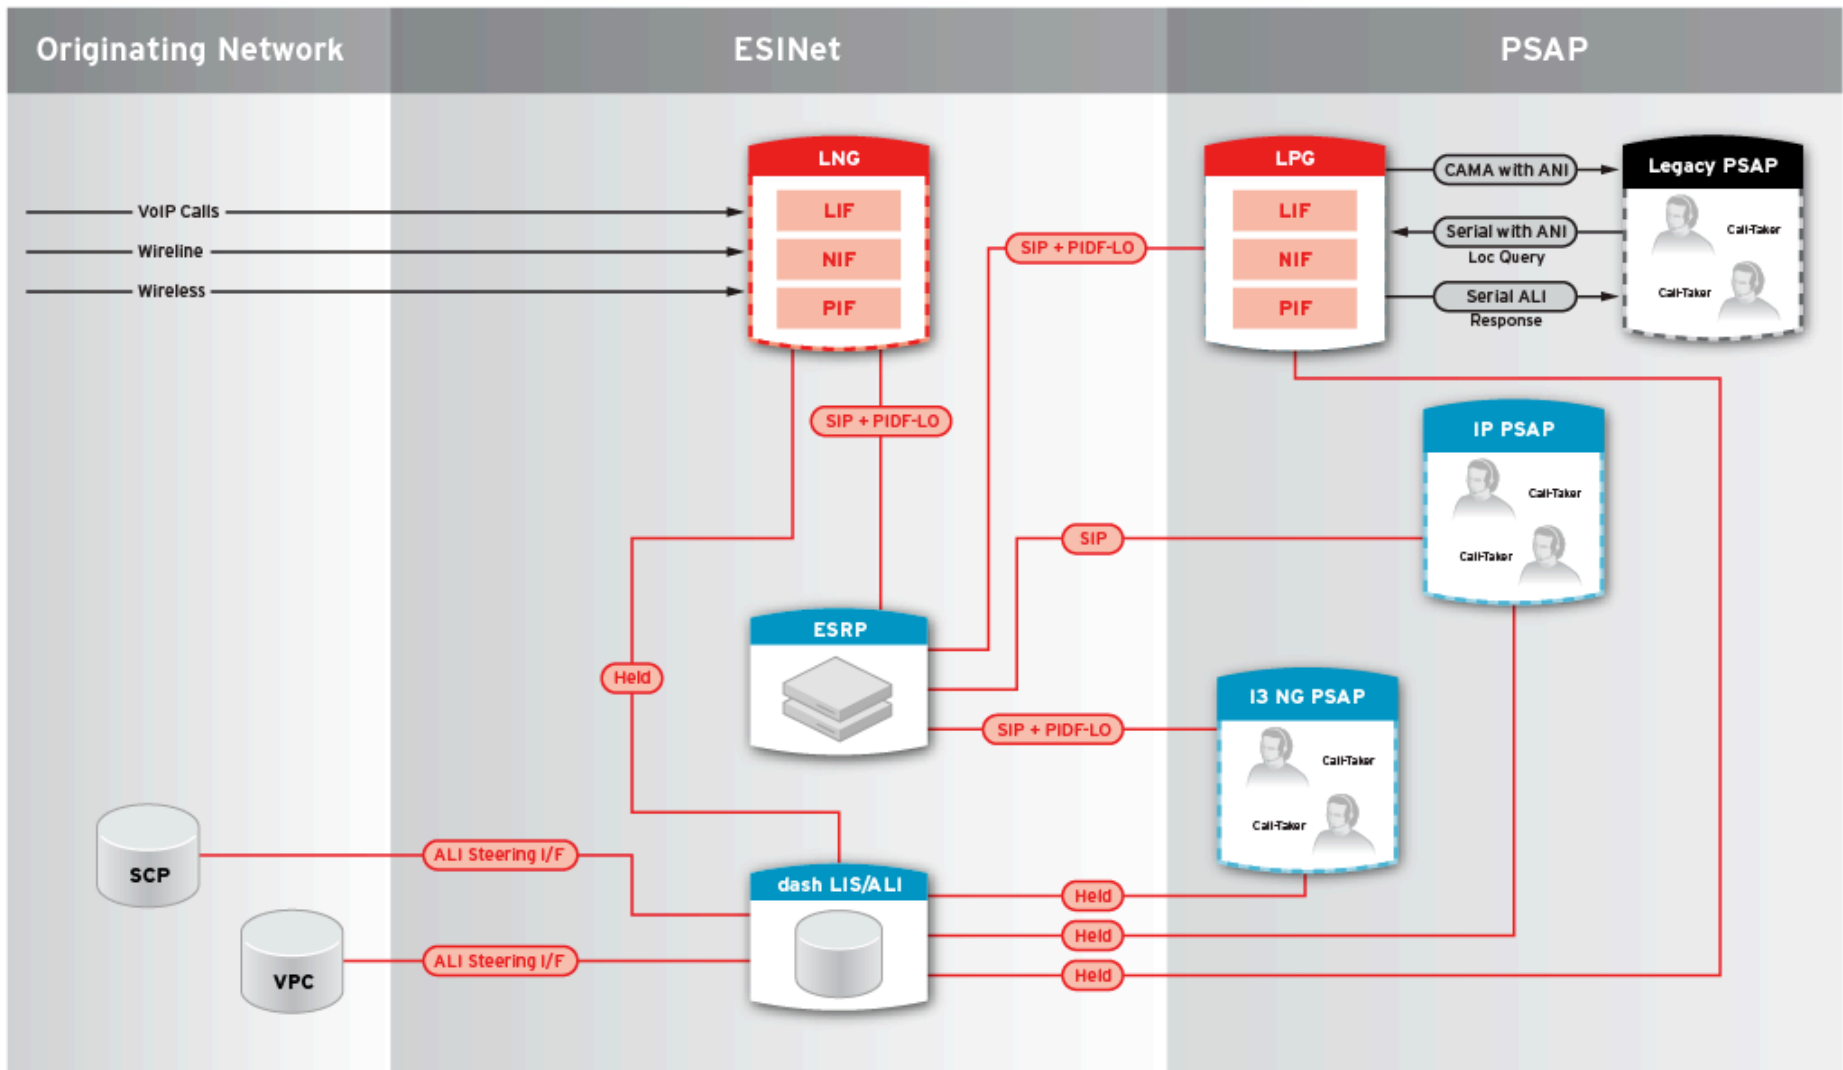 Originating Network
ESINet
PSAP
LNG
LIF
NIF
PIF
VoIP Calls
Wireline
Wireless
LPG
LIF
NIF
PIF
CAMA with ANI
Serial with ANI
Loc Query
Serial ALI
Response
Legacy PSAP
Call-Taker
Call-Taker
SIP + PIDF-LO
SIP + PIDF-LO
IP PSAP
Call-Taker
Call-Taker
SIP
ESRP
Held
SIP + PIDF-LO
I3 NG PSAP
Call-Taker
Call-Taker
SCP
ALI Steering I/F
dash LIS/ALI
Held
Held
Held
VPC
ALI Steering I/F